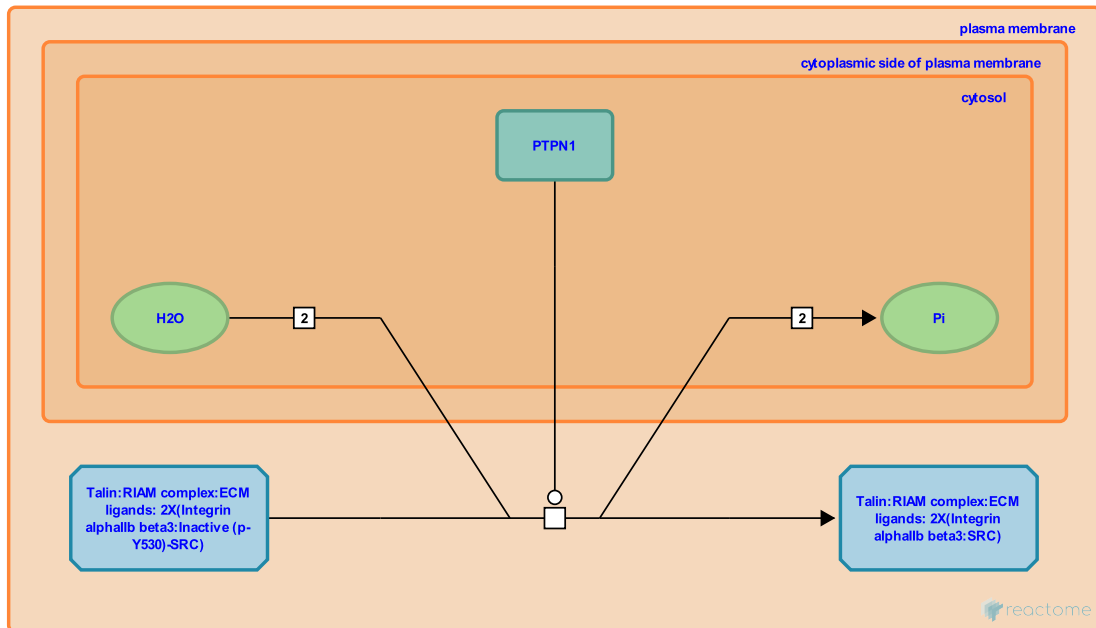 plasma membrane
cytoplasmic side of plasma membrane
cytosol
PTPN1
H2O
2
2
Pi
Talin:RIAM complex:ECM
ligands: 2X(Integrin
alphaIIb beta3:Inactive (p-
Y530)-SRC)
Talin:RIAM complex:ECM
ligands: 2X(Integrin
alphaIIb beta3:SRC)
reactome